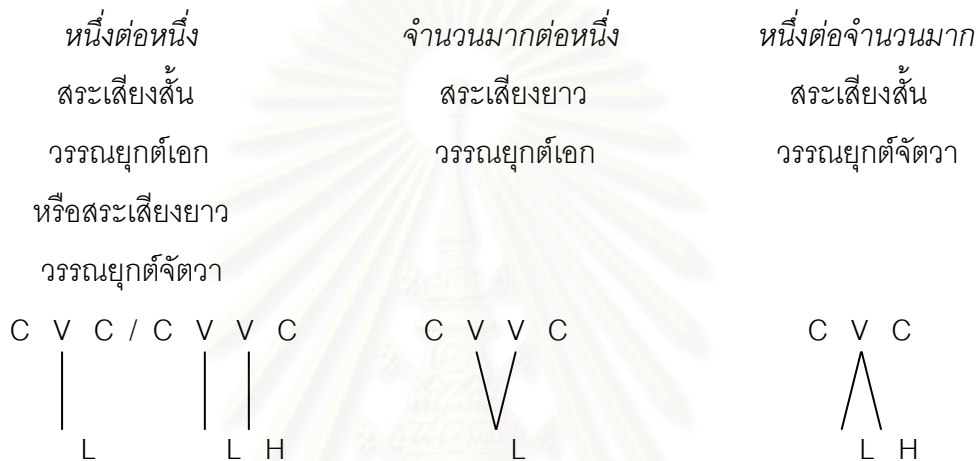 หนึ่งต่อหนึ่ง จำนวนมากต่อหนึ่ง หนึ่งต่อจำนวนมาก
สระเสียงสั้น สระเสียงยาว สระเสียงสั้น
วรรณยุกต์เอก วรรณยุกต์เอก วรรณยุกต์จัตวา
หรือสระเสียงยาว
วรรณยุกต์จัตวา
C V C / C V V C C V V C C V C
L L H L L H